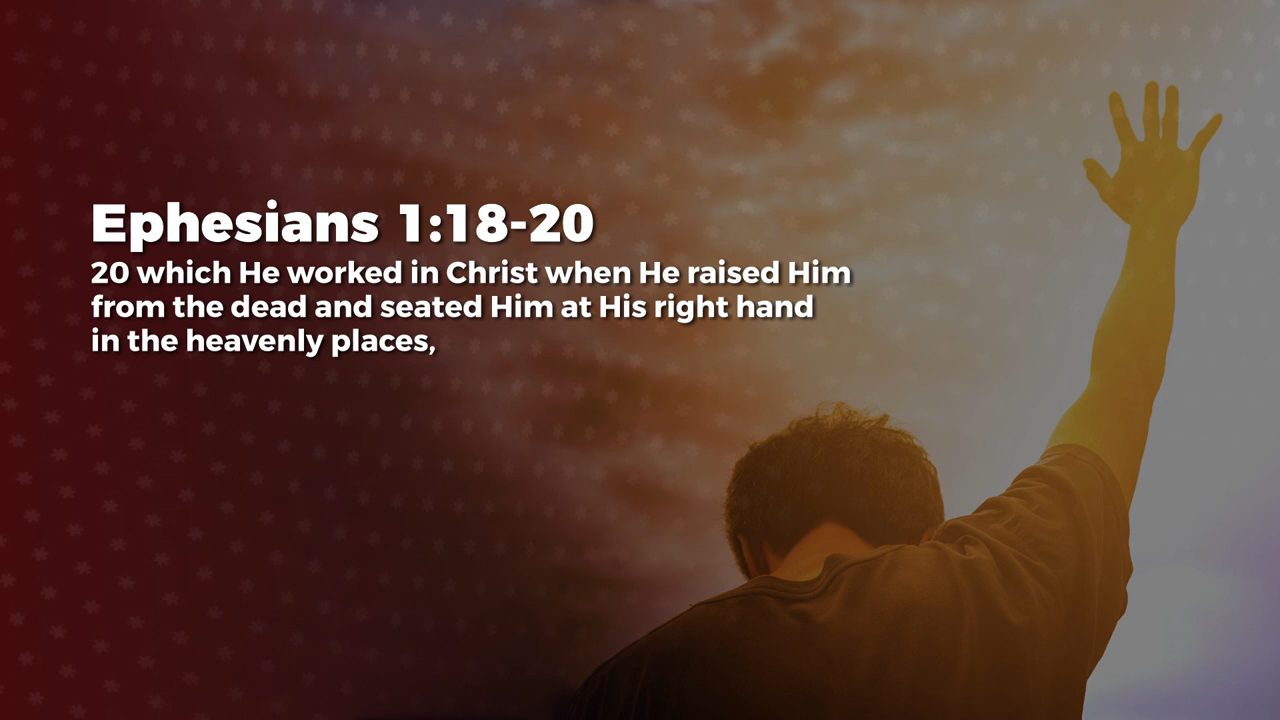 Ephesians 1:18-20
20 which He worked in Christ when He raised Him
from the dead and seated Him at His right hand
in the heavenly places,